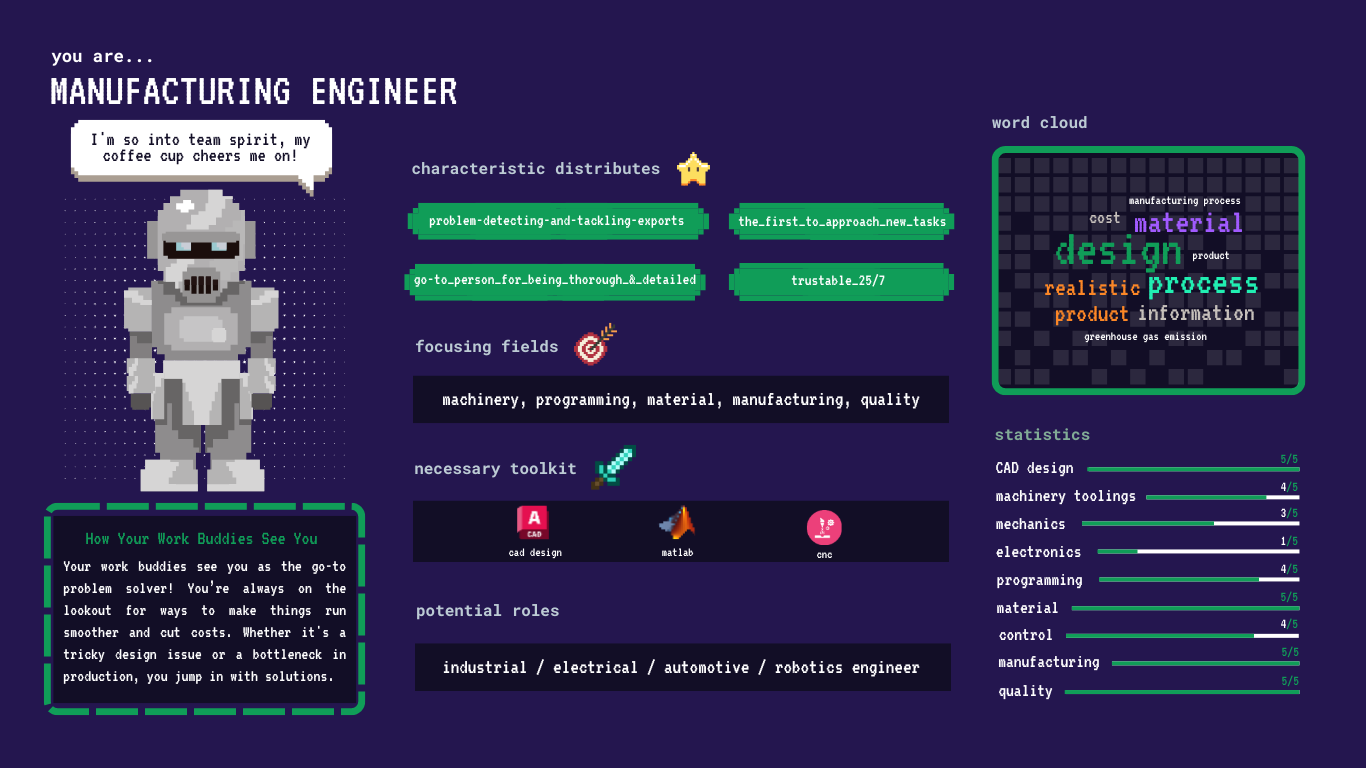 you are...
MANUFACTURING ENGINEER
I'm so into team spirit, my
coffee cup cheers me on!
How Your Work Buddies See You
Your work buddies see you as the go-to
problem solver! You're always on the
lookout for ways to make things run
smoother and cut costs. Whether it's a
tricky design issue or a bottleneck in
production, you jump in with solutions.
characteristic distributes
problem-detecting-and-tackling-exports
the_first_to_approach_new_tasks
go-to_person_for_being_thorough_&_detailed
trustable_25/7
focusing fields
machinery, programming, material, manufacturing, quality
necessary toolkit
A
CAD
cad design
matlab
cnc
potential roles
industrial / electrical / automotive / robotics engineer
word cloud
manufacturing process
cost
material
design
product
realistic
process
product
information
greenhouse gas emission
statistics
CAD design 5/5
machinery toolings 4/5
mechanics 3/5
electronics 1/5
programming 4/5
material 5/5
control 4/5
manufacturing 5/5
quality 5/5